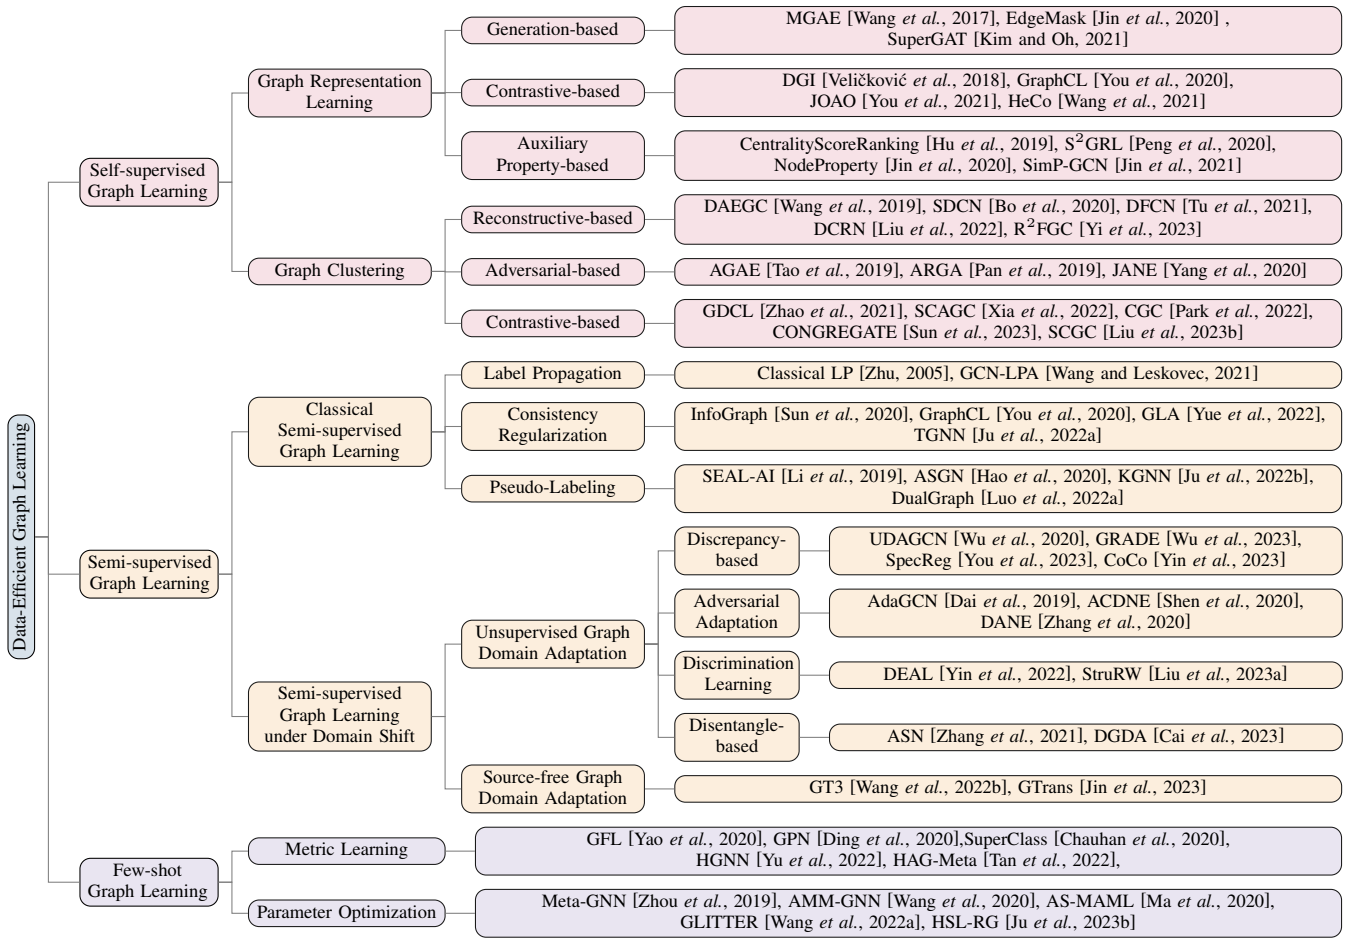 Data-Efficient Graph Learning
Self-supervised
Graph Learning
Graph Representation
Learning
Generation-based
MGAE [Wang et al., 2017], EdgeMask [Jin et al., 2020] ,
SuperGAT [Kim and Oh, 2021]
Contrastive-based
DGI [Veličković et al., 2018], GraphCL [You et al., 2020],
JOAO [You et al., 2021], HeCo [Wang et al., 2021]
Auxiliary
Property-based
CentralityScoreRanking [Hu et al., 2019], S²GRL [Peng et al., 2020],
NodeProperty [Jin et al., 2020], SimP-GCN [Jin et al., 2021]
Graph Clustering
Reconstructive-based
DAEGC [Wang et al., 2019], SDCN [Bo et al., 2020], DFCN [Tu et al., 2021],
DCRN [Liu et al., 2022], R²FGC [Yi et al., 2023]
Adversarial-based
AGAE [Tao et al., 2019], ARGA [Pan et al., 2019], JANE [Yang et al., 2020]
Contrastive-based
GDCL [Zhao et al., 2021], SCAGC [Xia et al., 2022], CGC [Park et al., 2022],
CONGREGATE [Sun et al., 2023], SCGC [Liu et al., 2023b]
Semi-supervised
Graph Learning
Classical
Semi-supervised
Graph Learning
Label Propagation
Classical LP [Zhu, 2005], GCN-LPA [Wang and Leskovec, 2021]
Consistency
Regularization
InfoGraph [Sun et al., 2020], GraphCL [You et al., 2020], GLA [Yue et al., 2022],
TGNN [Ju et al., 2022a]
Pseudo-Labeling
SEAL-AI [Li et al., 2019], ASGN [Hao et al., 2020], KGNN [Ju et al., 2022b],
DualGraph [Luo et al., 2022a]
Semi-supervised
Graph Learning
under Domain Shift
Unsupervised Graph
Domain Adaptation
Discrepancy-
based
UDAGCN [Wu et al., 2020], GRADE [Wu et al., 2023],
SpecReg [You et al., 2023], CoCo [Yin et al., 2023]
Adversarial
Adaptation
AdaGCN [Dai et al., 2019], ACDNE [Shen et al., 2020],
DANE [Zhang et al., 2020]
Discrimination
Learning
DEAL [Yin et al., 2022], StruRW [Liu et al., 2023a]
Disentangle-
based
ASN [Zhang et al., 2021], DGDA [Cai et al., 2023]
Source-free Graph
Domain Adaptation
GT3 [Wang et al., 2022b], GTrans [Jin et al., 2023]
Few-shot
Graph Learning
Metric Learning
GFL [Yao et al., 2020], GPN [Ding et al., 2020],SuperClass [Chauhan et al., 2020],
HGNN [Yu et al., 2022], HAG-Meta [Tan et al., 2022],
Parameter Optimization
Meta-GNN [Zhou et al., 2019], AMM-GNN [Wang et al., 2020], AS-MAML [Ma et al., 2020],
GLITTER [Wang et al., 2022a], HSL-RG [Ju et al., 2023b]